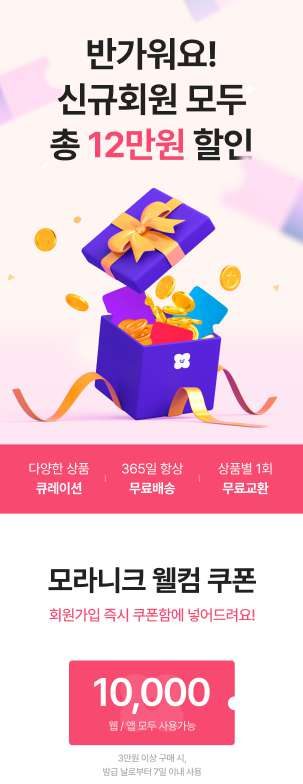 반가워요!
신규회원 모두
총 12만원 할인
다양한 상품
큐레이션
365일 항상
무료배송
상품별 1회
무료교환
모라니크 웰컴 쿠폰
회원가입 즉시 쿠폰함에 넣어드려요!
10,000
웹 / 앱 모두 사용가능
3만원 이상 구매 시,
발급 날로부터 7일 이내 사용